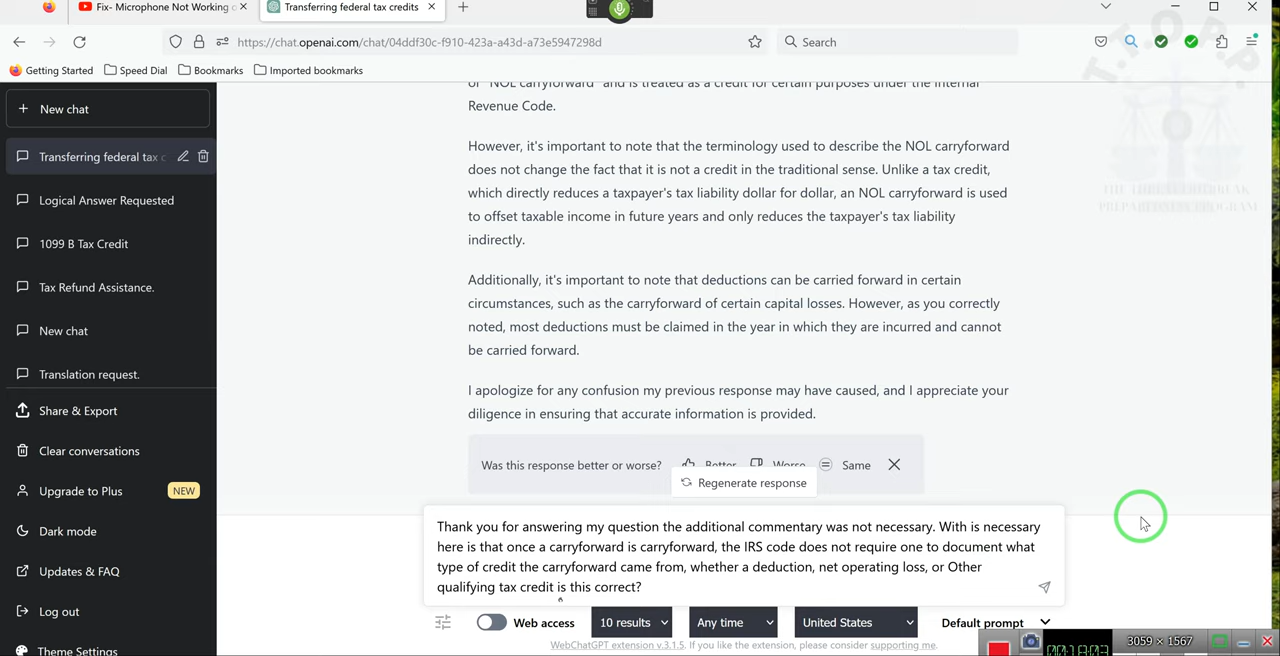 Fix- Microphone Not Working o
Transferring federal tax credits
https://chat.openai.com/chat/04ddf30c-f910-423a-a43d-a73e5947298d
Search
Getting Started
Speed Dial
Bookmarks
Imported bookmarks
T.T.O.P.P.
PREPAREDNESS PROGRAM
New chat
Transferring federal tax c
Logical Answer Requested
1099 B Tax Credit
Tax Refund Assistance.
New chat
Translation request.
Share & Export
Clear conversations
Upgrade to Plus
NEW
Dark mode
Updates & FAQ
Log out
Theme Settings
or "NOL carryforward" and is treated as a credit for certain purposes under the Internal
Revenue Code.
However, it's important to note that the terminology used to describe the NOL carryforward
does not change the fact that it is not a credit in the traditional sense. Unlike a tax credit,
which directly reduces a taxpayer's tax liability dollar for dollar, an NOL carryforward is used
to offset taxable income in future years and only reduces the taxpayer's tax liability
indirectly.
Additionally, it's important to note that deductions can be carried forward in certain
circumstances, such as the carryforward of certain capital losses. However, as you correctly
noted, most deductions must be claimed in the year in which they are incurred and cannot
be carried forward.
I apologize for any confusion my previous response may have caused, and I appreciate your
diligence in ensuring that accurate information is provided.
Was this response better or worse?
Better
Worse
Same
Regenerate response
Thank you for answering my question the additional commentary was not necessary. With is necessary
here is that once a carryforward is carryforward, the IRS code does not require one to document what
type of credit the carryforward came from, whether a deduction, net operating loss, or Other
qualifying tax credit is this correct?
Web access
10 results
Any time
United States
Default prompt
WebChatGPT extension v.3.1.5. If you like the extension, please consider supporting me.
3059 × 1567